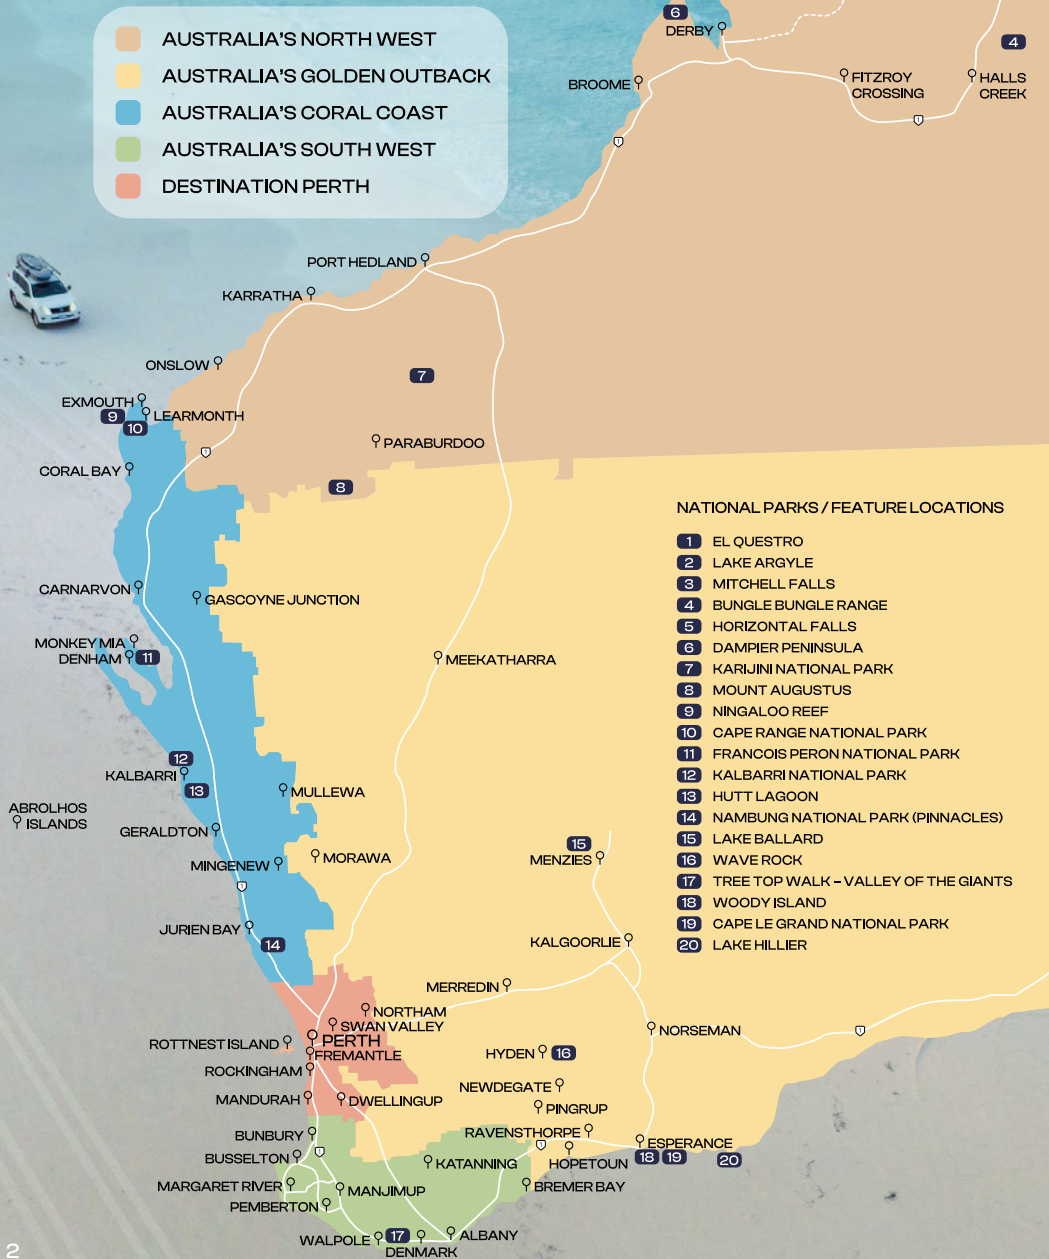 AUSTRALIA'S NORTH WEST
AUSTRALIA'S GOLDEN OUTBACK
AUSTRALIA'S CORAL COAST
AUSTRALIA'S SOUTH WEST
DESTINATION PERTH
6
DERBY
4
BROOME
FITZROY
CROSSING
HALLS
CREEK
1
1
PORT HEDLAND
KARRATHA
ONSLOW
7
EXMOUTH
9
LEARMONTH
10
PARABURDOO
1
CORAL BAY
8
CARNARVON
GASCOYNE JUNCTION
MONKEY MIA
DENHAM
11
MEEKATHARRA
12
KALBARRI
13
MULLEWA
ABROLHOS
ISLANDS
GERALDTON
MINGENEW
MORAWA
15
MENZIES
1
JURIEN BAY
14
KALGOORLIE
MERREDIN
NORTHAM
SWAN VALLEY
PERTH
ROTTNEST ISLAND
FREMANTLE
ROCKINGHAM
MANDURAH
DWELLINGUP
NORSEMAN
1
HYDEN
16
NEWDEGATE
PINGRUP
RAVENSTHORPE
1
HOPETOUN
ESPERANCE
18
19
20
BUNBURY
1
BUSSELTON
KATANNING
MARGARET RIVER
MANJIMUP
BREMER BAY
PEMBERTON
WALPOLE
17
DENMARK
ALBANY
NATIONAL PARKS / FEATURE LOCATIONS
1 EL QUESTRO
2 LAKE ARGYLE
3 MITCHELL FALLS
4 BUNGLE BUNGLE RANGE
5 HORIZONTAL FALLS
6 DAMPIER PENINSULA
7 KARIJINI NATIONAL PARK
8 MOUNT AUGUSTUS
9 NINGALOO REEF
10 CAPE RANGE NATIONAL PARK
11 FRANCOIS PERON NATIONAL PARK
12 KALBARRI NATIONAL PARK
13 HUTT LAGOON
14 NAMBUNG NATIONAL PARK (PINNACLES)
15 LAKE BALLARD
16 WAVE ROCK
17 TREE TOP WALK – VALLEY OF THE GIANTS
18 WOODY ISLAND
19 CAPE LE GRAND NATIONAL PARK
20 LAKE HILLIER
2